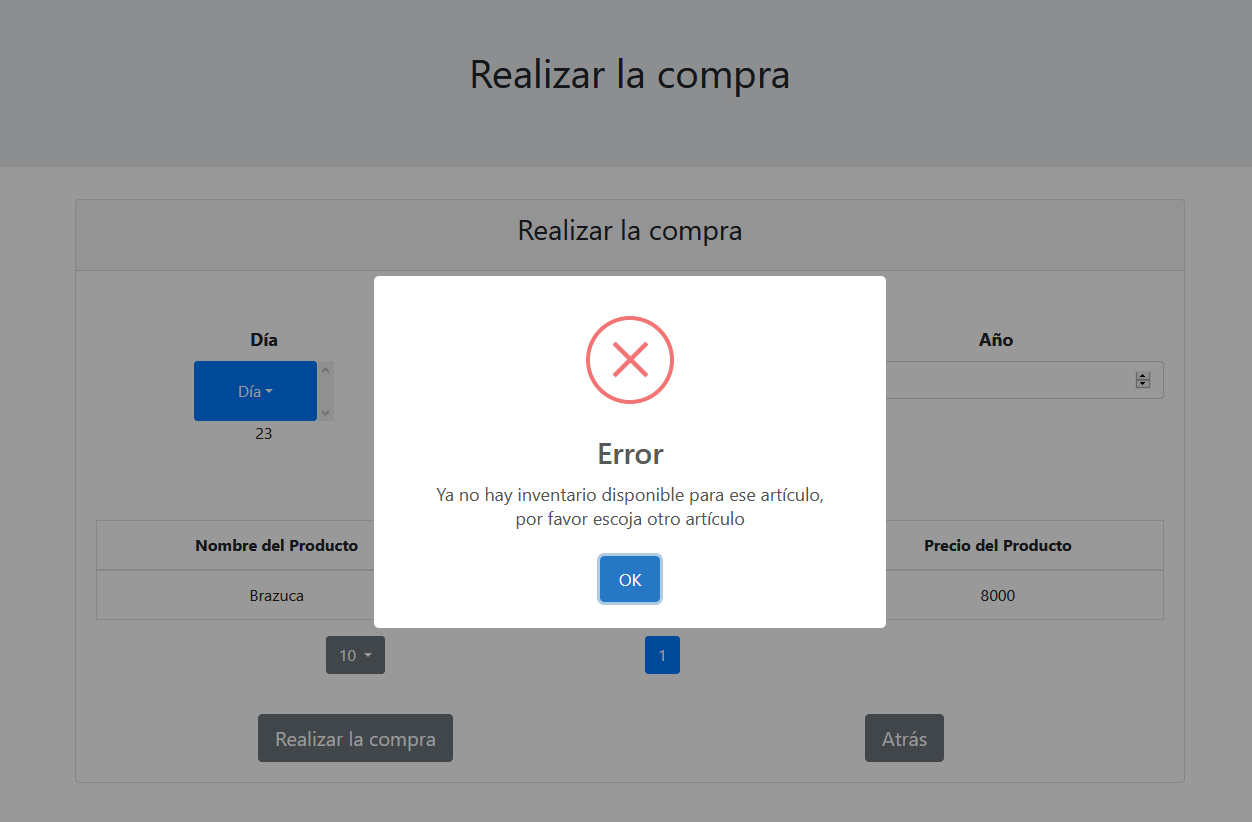 Realizar la compra
Realizar la compra
Día
Año
Día
23
Error
Ya no hay inventario disponible para ese artículo,
por favor escoja otro artículo
OK
Nombre del Producto
Precio del Producto
Brazuca
8000
10
1
Realizar la compra
Atrás